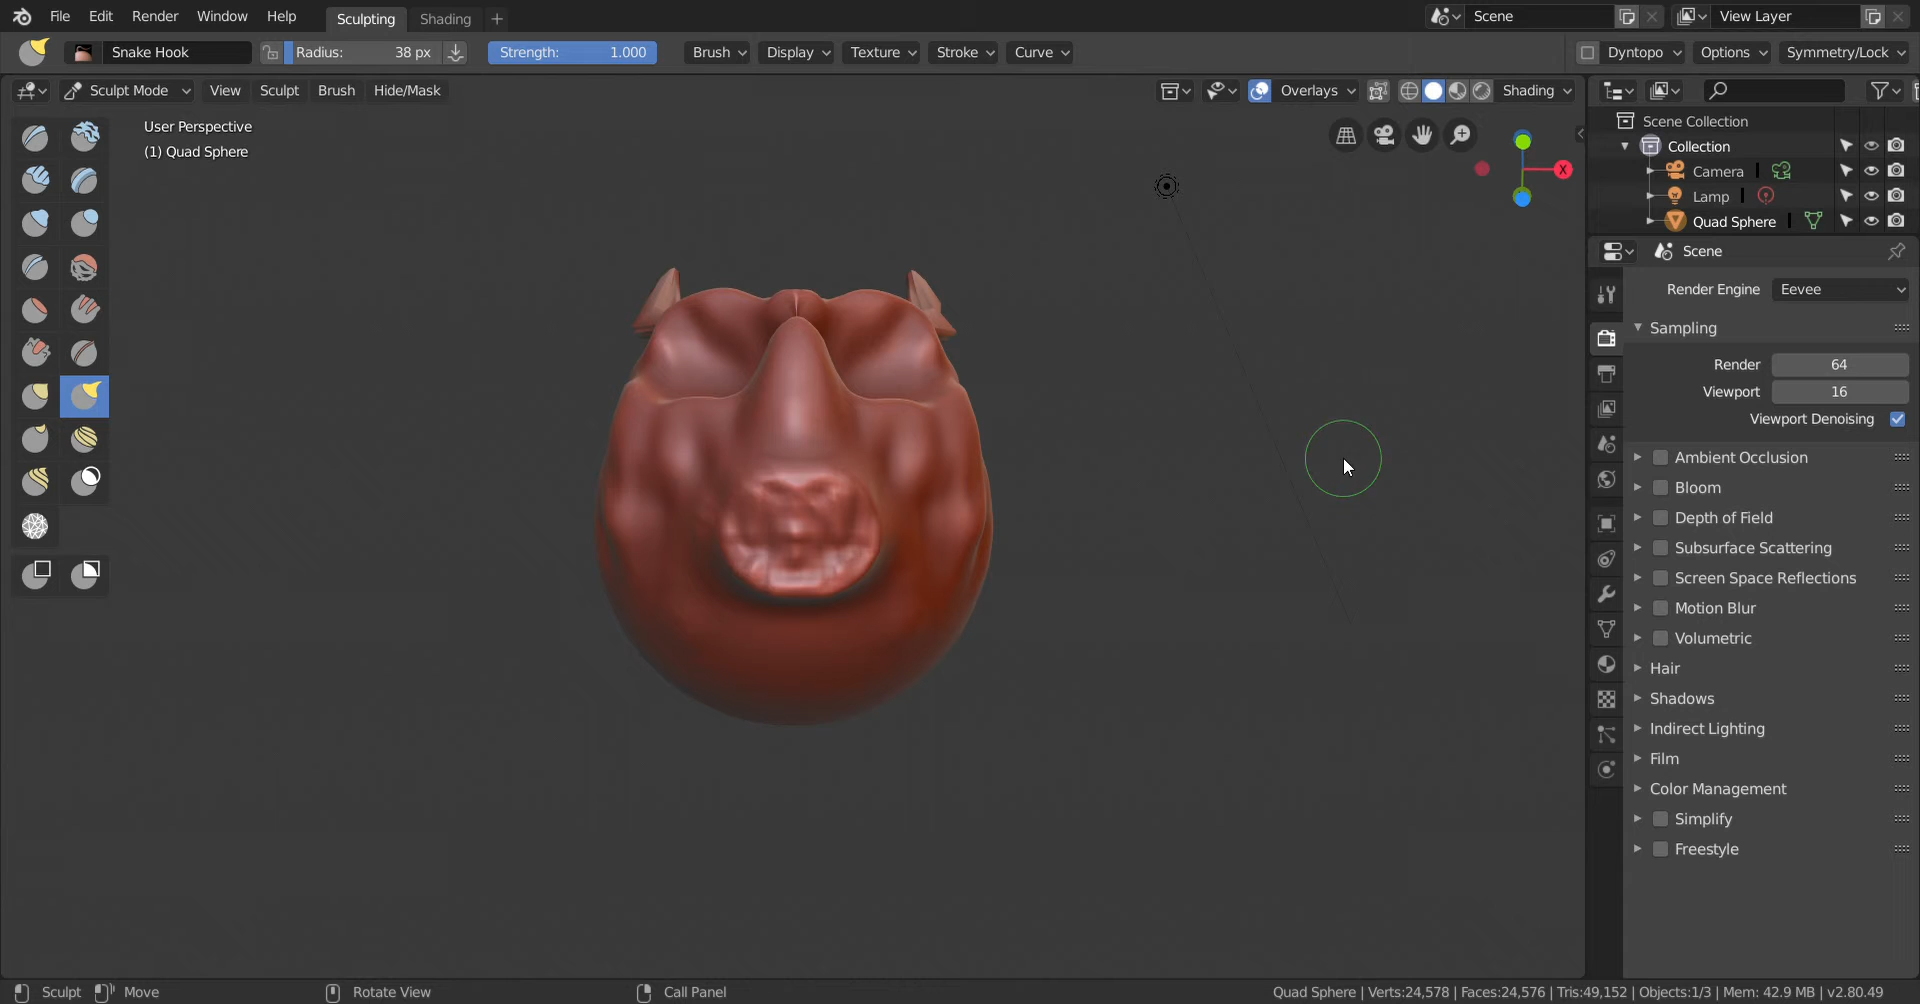 File Edit Render Window Help Sculpting Shading + Scene View Layer
Snake Hook Radius: 38 px Strength: 1.000 Brush Display Texture Stroke Curve Dyntopo Options Symmetry/Lock
Sculpt Mode View Sculpt Brush Hide/Mask Overlays Shading
User Perspective
(1) Quad Sphere
X
Scene Collection
Collection
Camera
Lamp
Quad Sphere
Scene
Render Engine Eevee
Sampling
Render 64
Viewport 16
Viewport Denoising
Ambient Occlusion
Bloom
Depth of Field
Subsurface Scattering
Screen Space Reflections
Motion Blur
Volumetric
Hair
Shadows
Indirect Lighting
Film
Color Management
Simplify
Freestyle
Sculpt Move Rotate View Call Panel Quad Sphere | Verts:24,578 | Faces:24,576 | Tris:49,152 | Objects:1/3 | Mem: 42.9 MB | v2.80.49